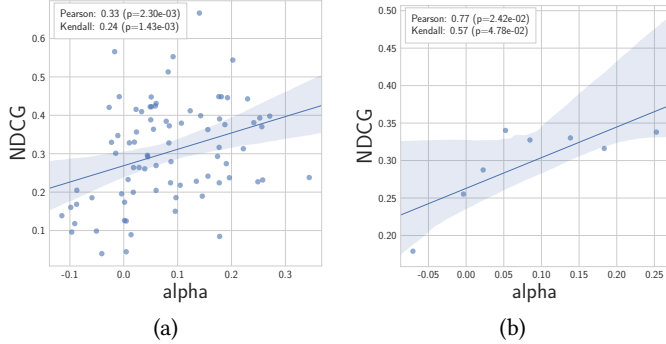 Pearson: 0.33 (p=2.30e-03)
Kendall: 0.24 (p=1.43e-03)
NDCG
0.6
0.5
0.4
0.3
0.2
0.1
-0.1 0.0 0.1 0.2 0.3
alpha
(a)
Pearson: 0.77 (p=2.42e-02)
Kendall: 0.57 (p=4.78e-02)
NDCG
0.50
0.45
0.40
0.35
0.30
0.25
0.20
-0.05 0.00 0.05 0.10 0.15 0.20 0.25
alpha
(b)